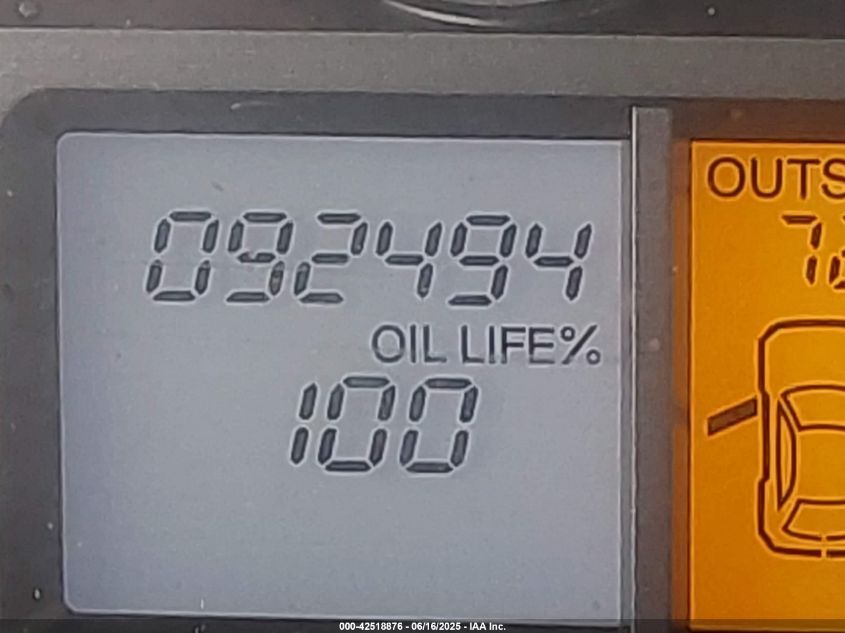 092494
OIL LIFE%
100
OUTS
000-42518876 - 06/16/2025 - IAA Inc.